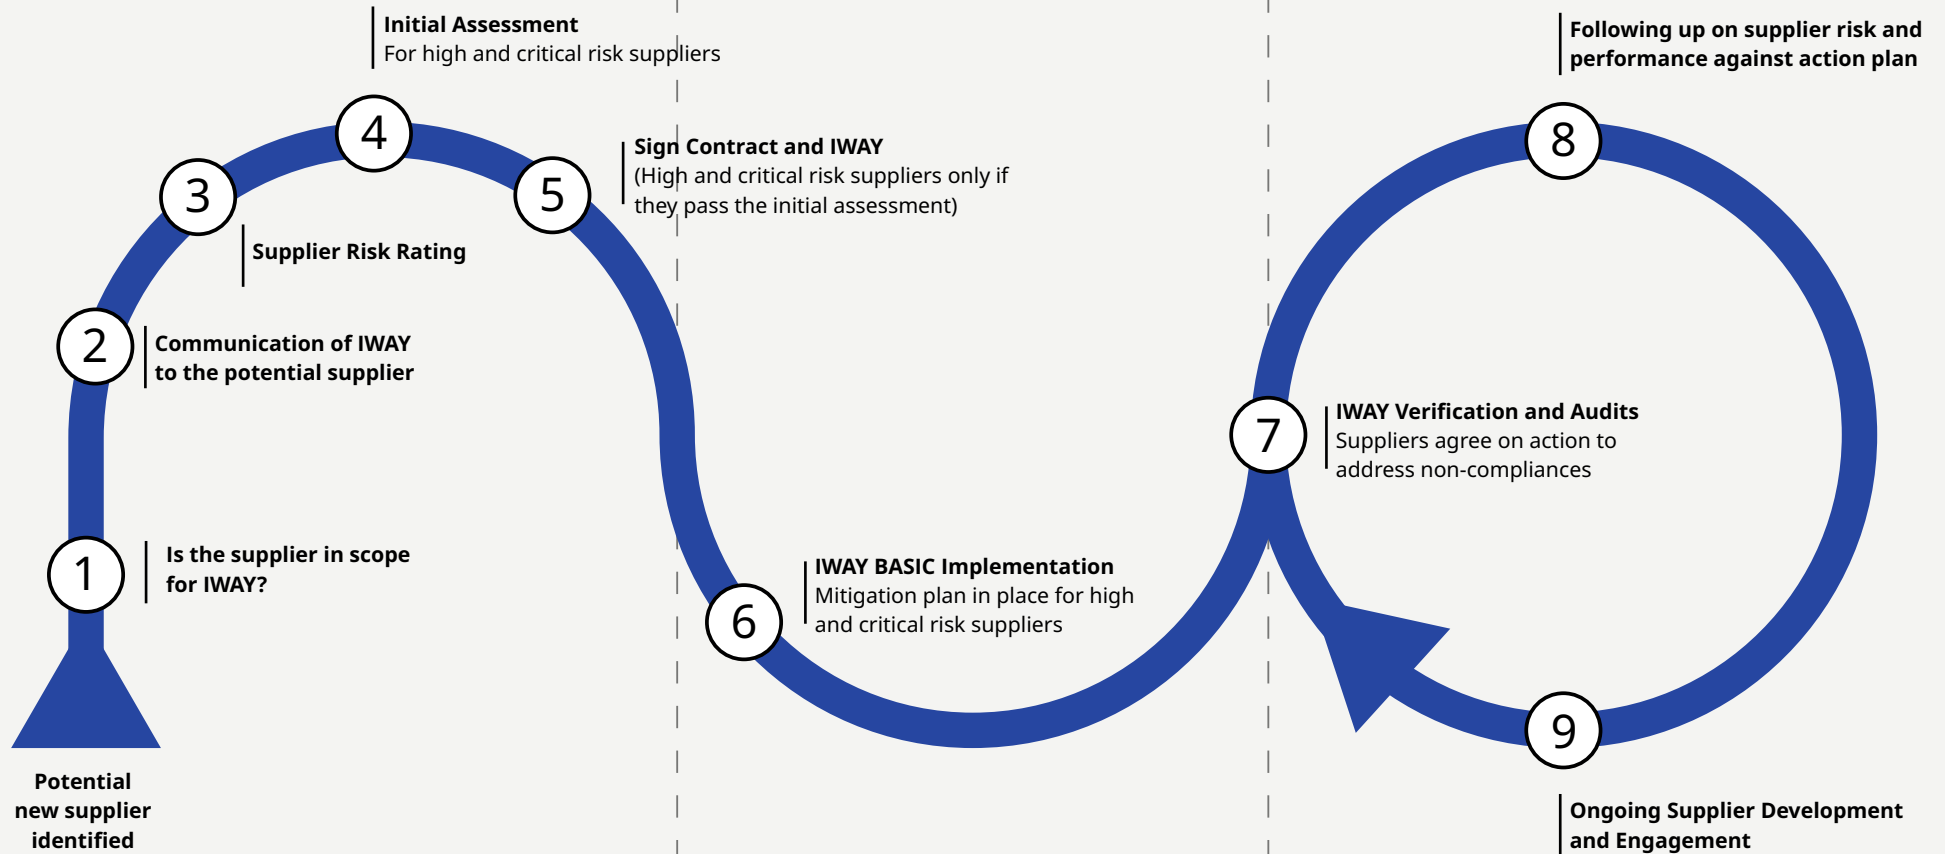 Initial Assessment
For high and critical risk suppliers
4
Sign Contract and IWAY
(High and critical risk suppliers only if
they pass the initial assessment)
5
3
Supplier Risk Rating
2
Communication of IWAY
to the potential supplier
1
Is the supplier in scope
for IWAY?
Potential
new supplier
identified
6
IWAY BASIC Implementation
Mitigation plan in place for high
and critical risk suppliers
7
IWAY Verification and Audits
Suppliers agree on action to
address non-compliances
Following up on supplier risk and
performance against action plan
8
9
Ongoing Supplier Development
and Engagement